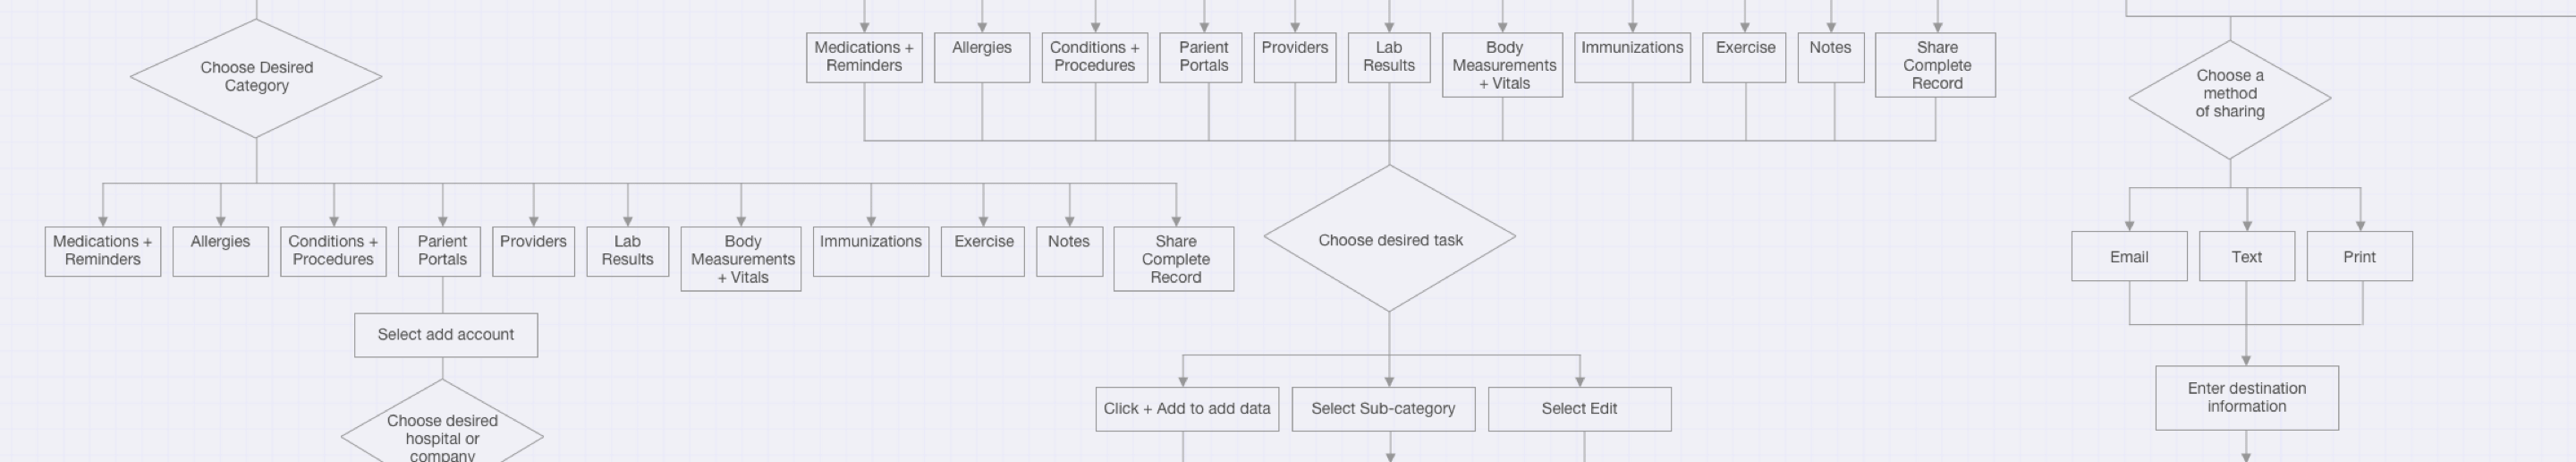 Choose Desired
Category
Medications +
Reminders
Allergies
Conditions +
Procedures
Parient
Portals
Providers
Lab
Results
Body
Measurements
+ Vitals
Immunizations
Exercise
Notes
Share
Complete
Record
Select add account
Choose desired
hospital or
company
Medications +
Reminders
Allergies
Conditions +
Procedures
Parient
Portals
Providers
Lab
Results
Body
Measurements
+ Vitals
Immunizations
Exercise
Notes
Share
Complete
Record
Choose desired task
Click + Add to add data
Select Sub-category
Select Edit
Choose a
method
of sharing
Email
Text
Print
Enter destination
information